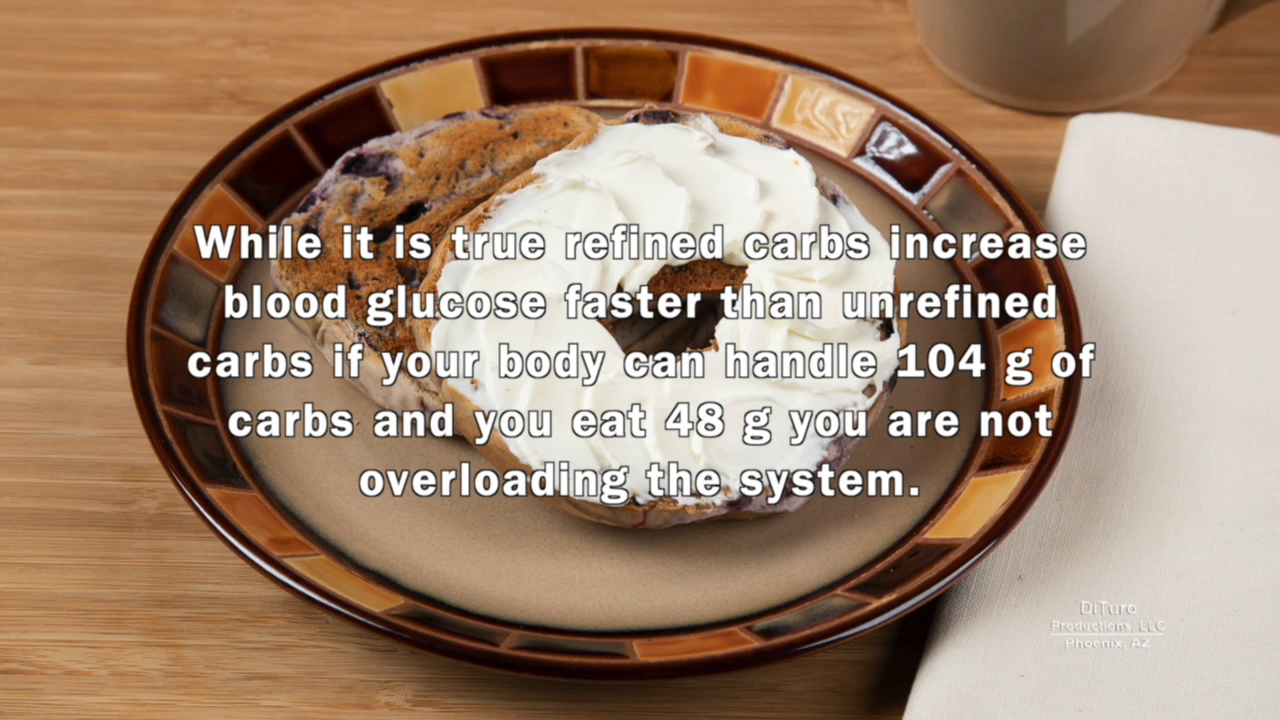 While it is true refined carbs increase
blood glucose faster than unrefined
carbs if your body can handle 104 g of
carbs and you eat 48 g you are not
overloading the system.
DiTuro
Productions, LLC
Phoenix, AZ